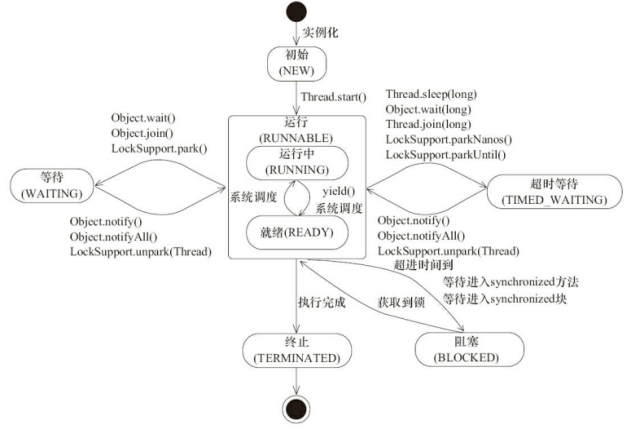 实例化
初始
(NEW)
Thread.start()
Object.wait()
Object.join()
LockSupport.park()
Thread.sleep(long)
Object.wait(long)
Thread.join(long)
LockSupport.parkNanos()
LockSupport.parkUntil()
运行
(RUNNABLE)
运行中
(RUNNING)
等待
(WAITING)
系统调度
yield()
系统调度
超时等待
(TIMED_WAITING)
就绪(READY)
Object.notify()
Object.notifyAll()
LockSupport.unpark(Thread)
Object.notify()
Object.notifyAll()
LockSupport.unpark(Thread)
超进时间到
等待进入synchronized方法
等待进入synchronized块
执行完成
获取到锁
终止
(TERMINATED)
阻塞
(BLOCKED)